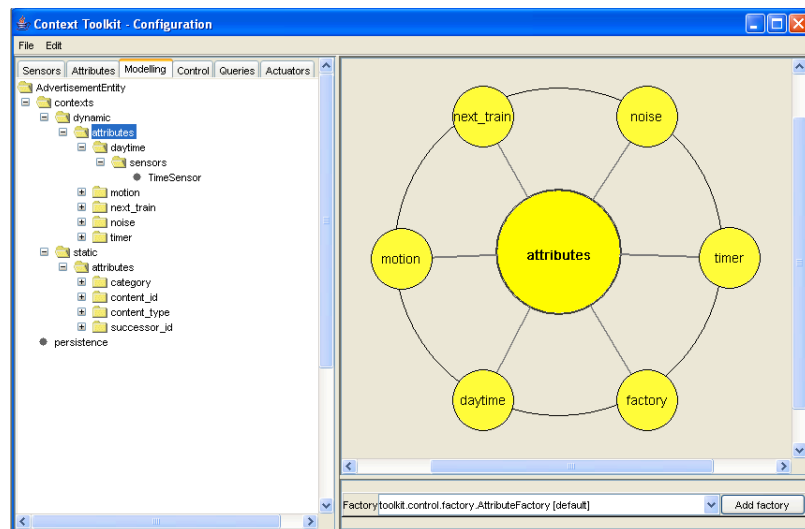 Context Toolkit - Configuration
File Edit
Sensors Attributes Modelling Control Queries Actuators
AdvertisementEntity
contexts
dynamic
attributes
daytime
sensors
TimeSensor
motion
next_train
noise
timer
static
attributes
category
content_id
content_type
successor_id
persistence
next_train
noise
motion
attributes
timer
daytime
factory
Factory toolkit.control.factory.AttributeFactory [default] Add factory